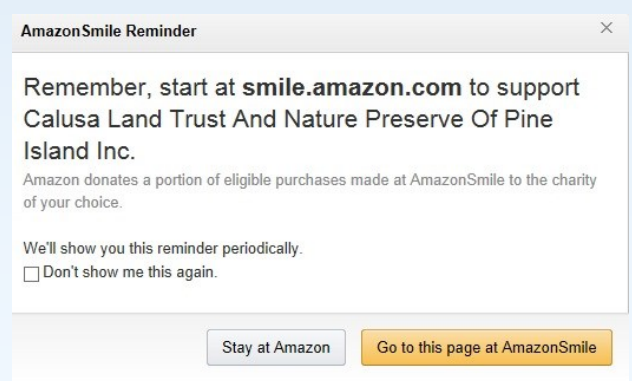 AmazonSmile Reminder
Remember, start at smile.amazon.com to support
Calusa Land Trust And Nature Preserve Of Pine
Island Inc.
Amazon donates a portion of eligible purchases made at AmazonSmile to the charity
of your choice.
We'll show you this reminder periodically.
Don't show me this again.
Stay at Amazon
Go to this page at AmazonSmile